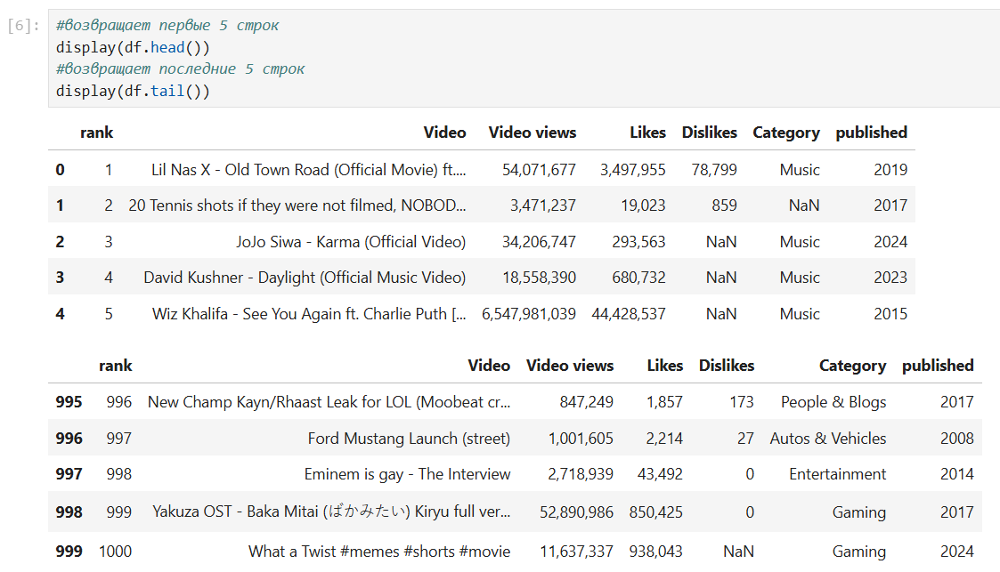 [6]: #возвращает первые 5 строк
display(df.head())
#возвращает последние 5 строк
display(df.tail())
rank Video Video views Likes Dislikes Category published
0 1 Lil Nas X - Old Town Road (Official Movie) ft.... 54,071,677 3,497,955 78,799 Music 2019
1 2 20 Tennis shots if they were not filmed, NOBOD... 3,471,237 19,023 859 NaN 2017
2 3 JoJo Siwa - Karma (Official Video) 34,206,747 293,563 NaN Music 2024
3 4 David Kushner - Daylight (Official Music Video) 18,558,390 680,732 NaN Music 2023
4 5 Wiz Khalifa - See You Again ft. Charlie Puth [... 6,547,981,039 44,428,537 NaN Music 2015
rank Video Video views Likes Dislikes Category published
995 996 New Champ Kayn/Rhaast Leak for LOL (Moobeat cr... 847,249 1,857 173 People & Blogs 2017
996 997 Ford Mustang Launch (street) 1,001,605 2,214 27 Autos & Vehicles 2008
997 998 Eminem is gay - The Interview 2,718,939 43,492 0 Entertainment 2014
998 999 Yakuza OST - Baka Mitai (ばかみたい) Kiryu full ver... 52,890,986 850,425 0 Gaming 2017
999 1000 What a Twist #memes #shorts #movie 11,637,337 938,043 NaN Gaming 2024